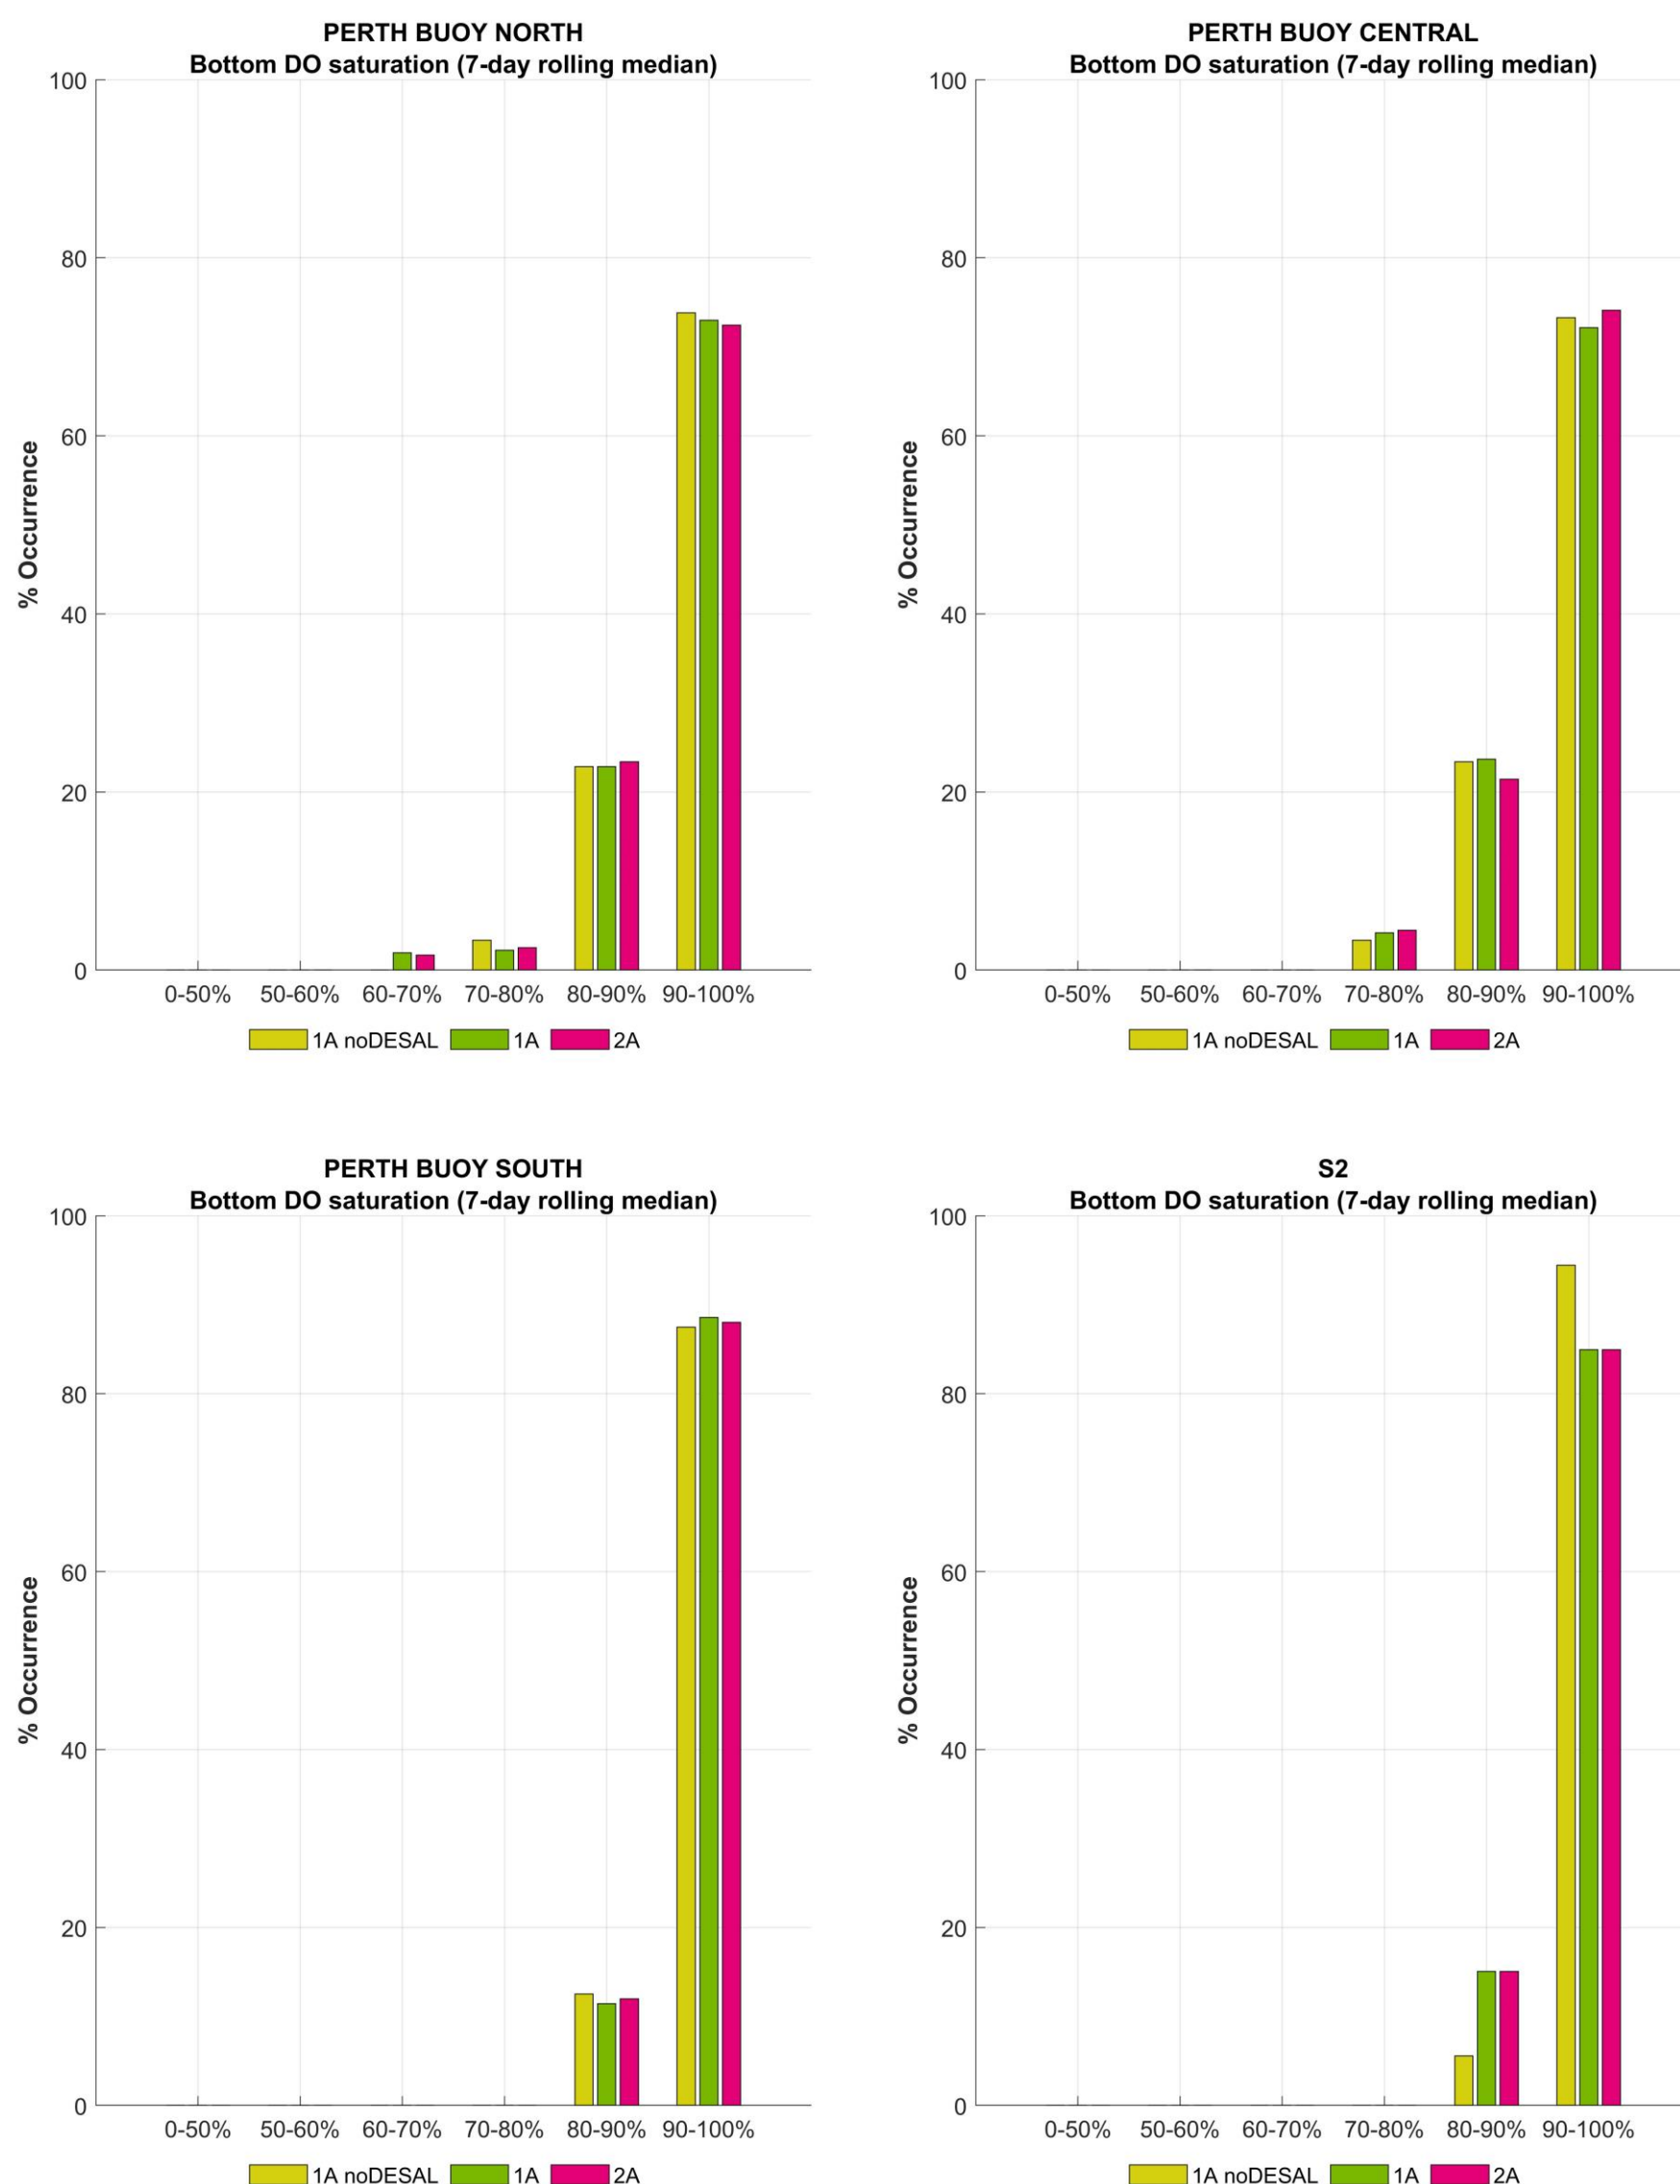 PERTH BUOY NORTH
Bottom DO saturation (7-day rolling median)
100
80
60
40
20
0
% Occurrence
0-50% 50-60% 60-70% 70-80% 80-90% 90-100%
1A noDESAL 1A 2A
PERTH BUOY CENTRAL
Bottom DO saturation (7-day rolling median)
100
80
60
40
20
0
% Occurrence
0-50% 50-60% 60-70% 70-80% 80-90% 90-100%
1A noDESAL 1A 2A
PERTH BUOY SOUTH
Bottom DO saturation (7-day rolling median)
100
80
60
40
20
0
% Occurrence
0-50% 50-60% 60-70% 70-80% 80-90% 90-100%
1A noDESAL 1A 2A
S2
Bottom DO saturation (7-day rolling median)
100
80
60
40
20
0
% Occurrence
0-50% 50-60% 60-70% 70-80% 80-90% 90-100%
1A noDESAL 1A 2A